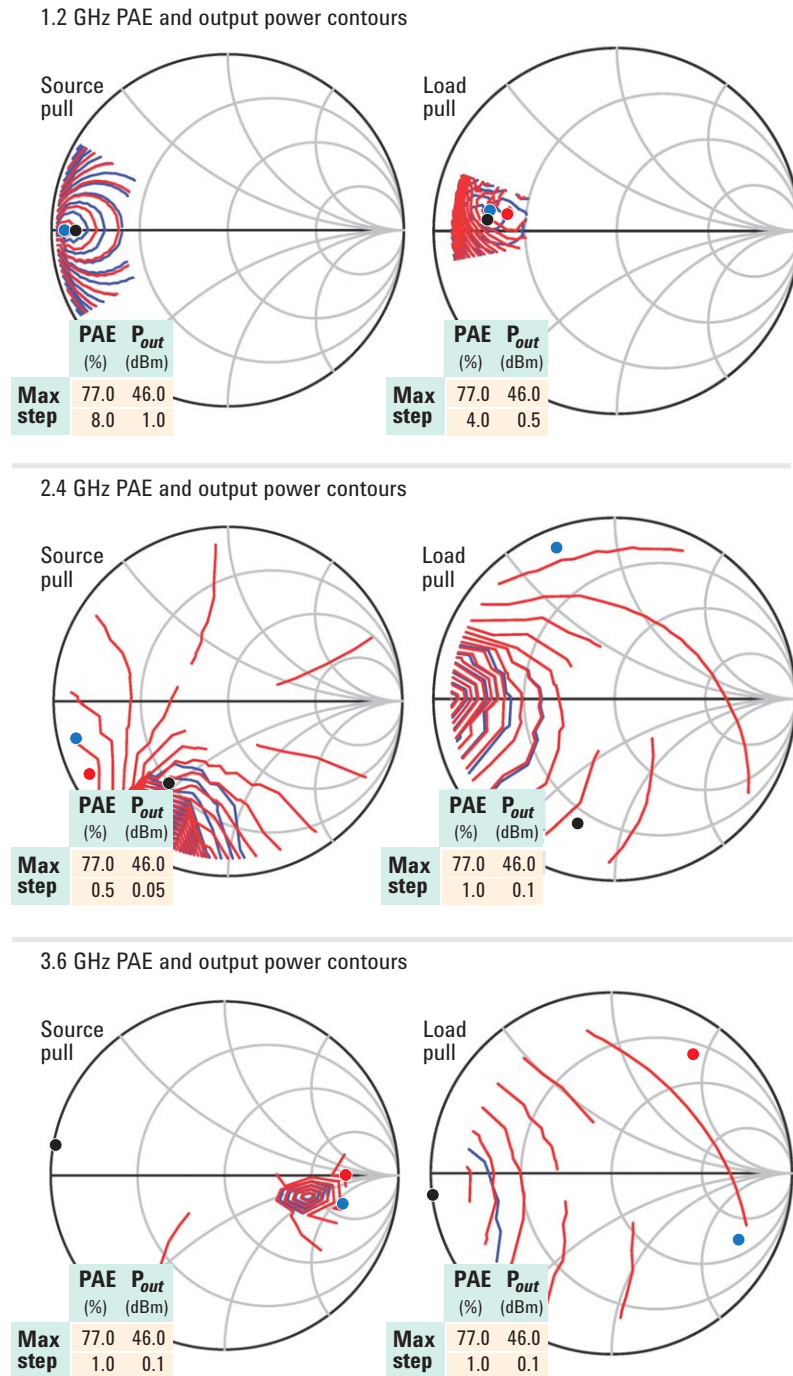 1.2 GHz PAE and output power contours
Source
pull
Load
pull
PAE Pout
(%) (dBm)
Max 77.0 46.0
step 8.0 1.0
PAE Pout
(%) (dBm)
Max 77.0 46.0
step 4.0 0.5
2.4 GHz PAE and output power contours
Source
pull
Load
pull
PAE Pout
(%) (dBm)
Max 77.0 46.0
step 0.5 0.05
PAE Pout
(%) (dBm)
Max 77.0 46.0
step 1.0 0.1
3.6 GHz PAE and output power contours
Source
pull
Load
pull
PAE Pout
(%) (dBm)
Max 77.0 46.0
step 1.0 0.1
PAE Pout
(%) (dBm)
Max 77.0 46.0
step 1.0 0.1